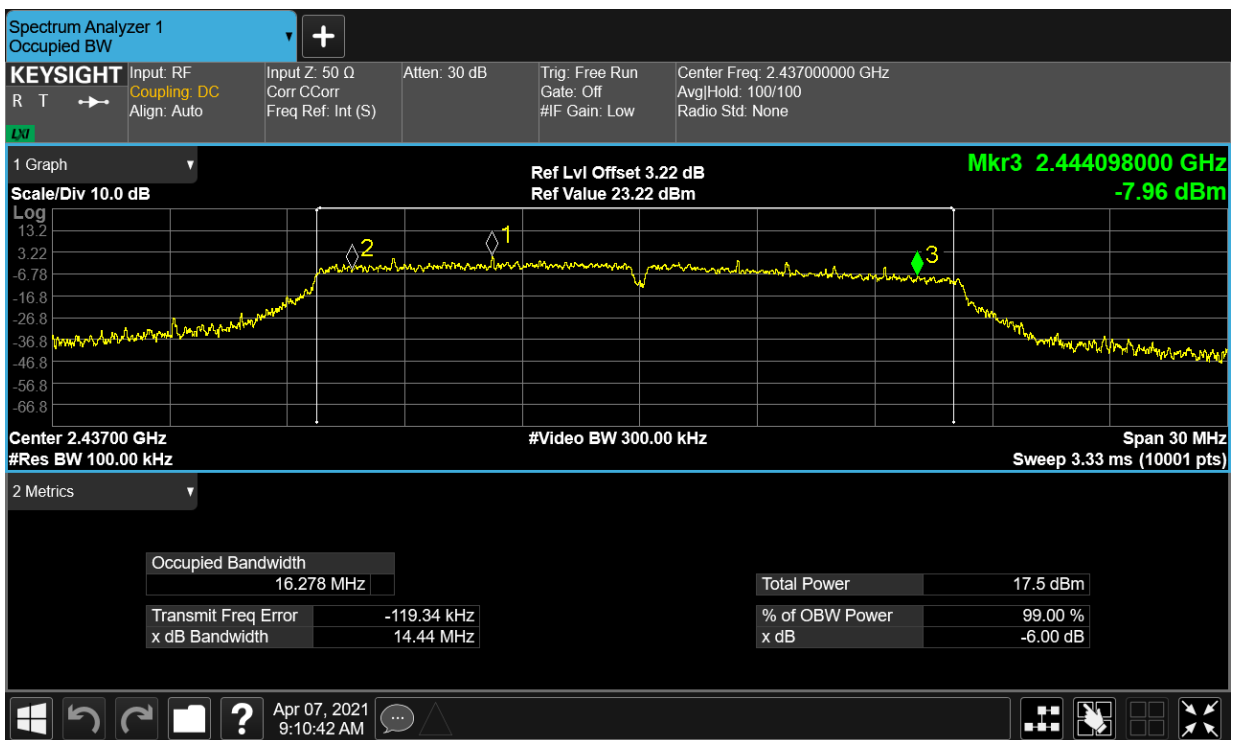 Spectrum Analyzer 1
Occupied BW
KEYSIGHT
R T
LXI
Input: RF
Coupling: DC
Align: Auto
Input Z: 50 Ω
Corr CCorr
Freq Ref: Int (S)
Atten: 30 dB
Trig: Free Run
Gate: Off
#IF Gain: Low
Center Freq: 2.437000000 GHz
Avg|Hold: 100/100
Radio Std: None
1 Graph
Scale/Div 10.0 dB
Ref Lvl Offset 3.22 dB
Ref Value 23.22 dBm
Mkr3 2.444098000 GHz
-7.96 dBm
Log
13.2
3.22
-6.78
-16.8
-26.8
-36.8
-46.8
-56.8
-66.8
2
1
3
Center 2.43700 GHz
#Res BW 100.00 kHz
#Video BW 300.00 kHz
Span 30 MHz
Sweep 3.33 ms (10001 pts)
2 Metrics
Occupied Bandwidth
16.278 MHz
Transmit Freq Error -119.34 kHz
x dB Bandwidth 14.44 MHz
Total Power 17.5 dBm
% of OBW Power 99.00 %
x dB -6.00 dB
?
Apr 07, 2021
9:10:42 AM